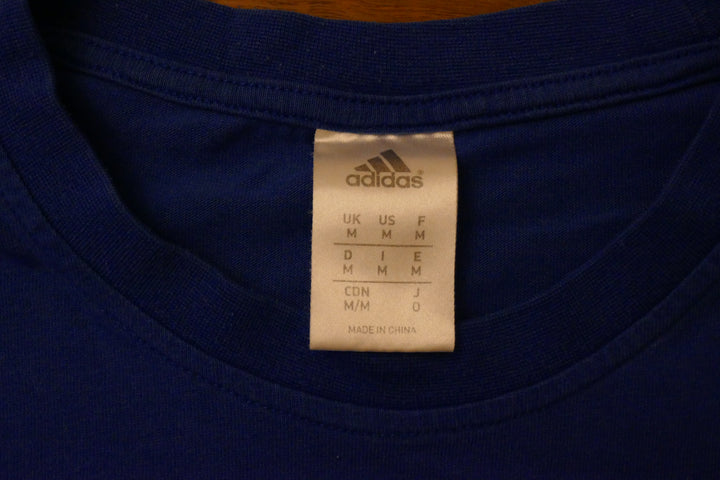 adidas®
UK US F
M M M
D I E
M M M
CDN J
M/M O
MADE IN CHINA